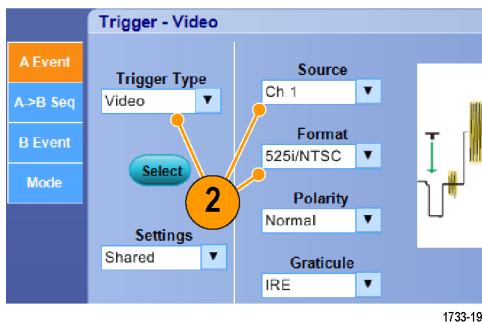 Trigger - Video
A Event
A->B Seq
B Event
Mode
Trigger Type
Video
Select
Settings
Shared
2
Source
Ch 1
Format
525i/NTSC
Polarity
Normal
Graticule
IRE
T
1733-19